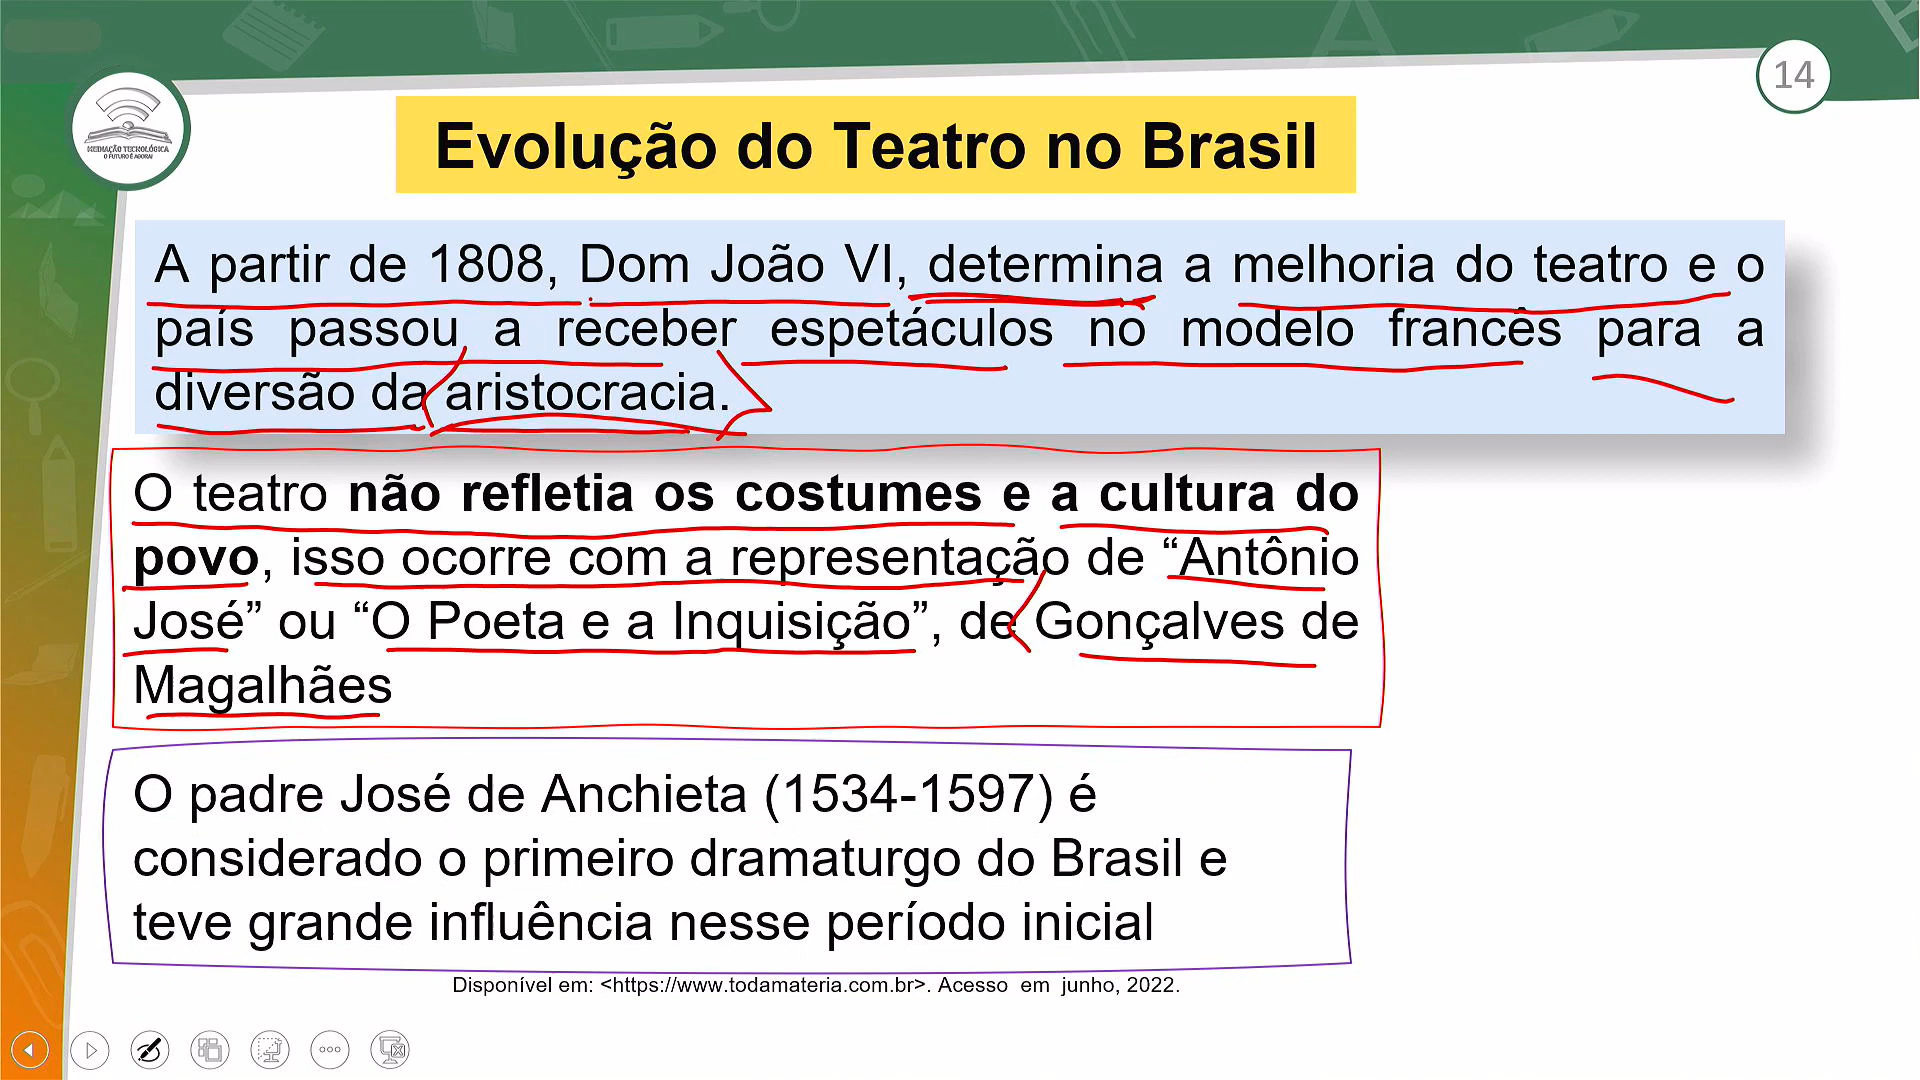 14
MEDIAÇÃO TECNOLÓGICA
O FUTURO É AGORA!
Evolução do Teatro no Brasil
A partir de 1808, Dom João VI, determina a melhoria do teatro e o
país passou a receber espetáculos no modelo francês para a
diversão da aristocracia.
O teatro não refletia os costumes e a cultura do
povo, isso ocorre com a representação de “Antônio
José” ou “O Poeta e a Inquisição”, de Gonçalves de
Magalhães
O padre José de Anchieta (1534-1597) é
considerado o primeiro dramaturgo do Brasil e
teve grande influência nesse período inicial
Disponível em: <https://www.todamateria.com.br>. Acesso em junho, 2022.